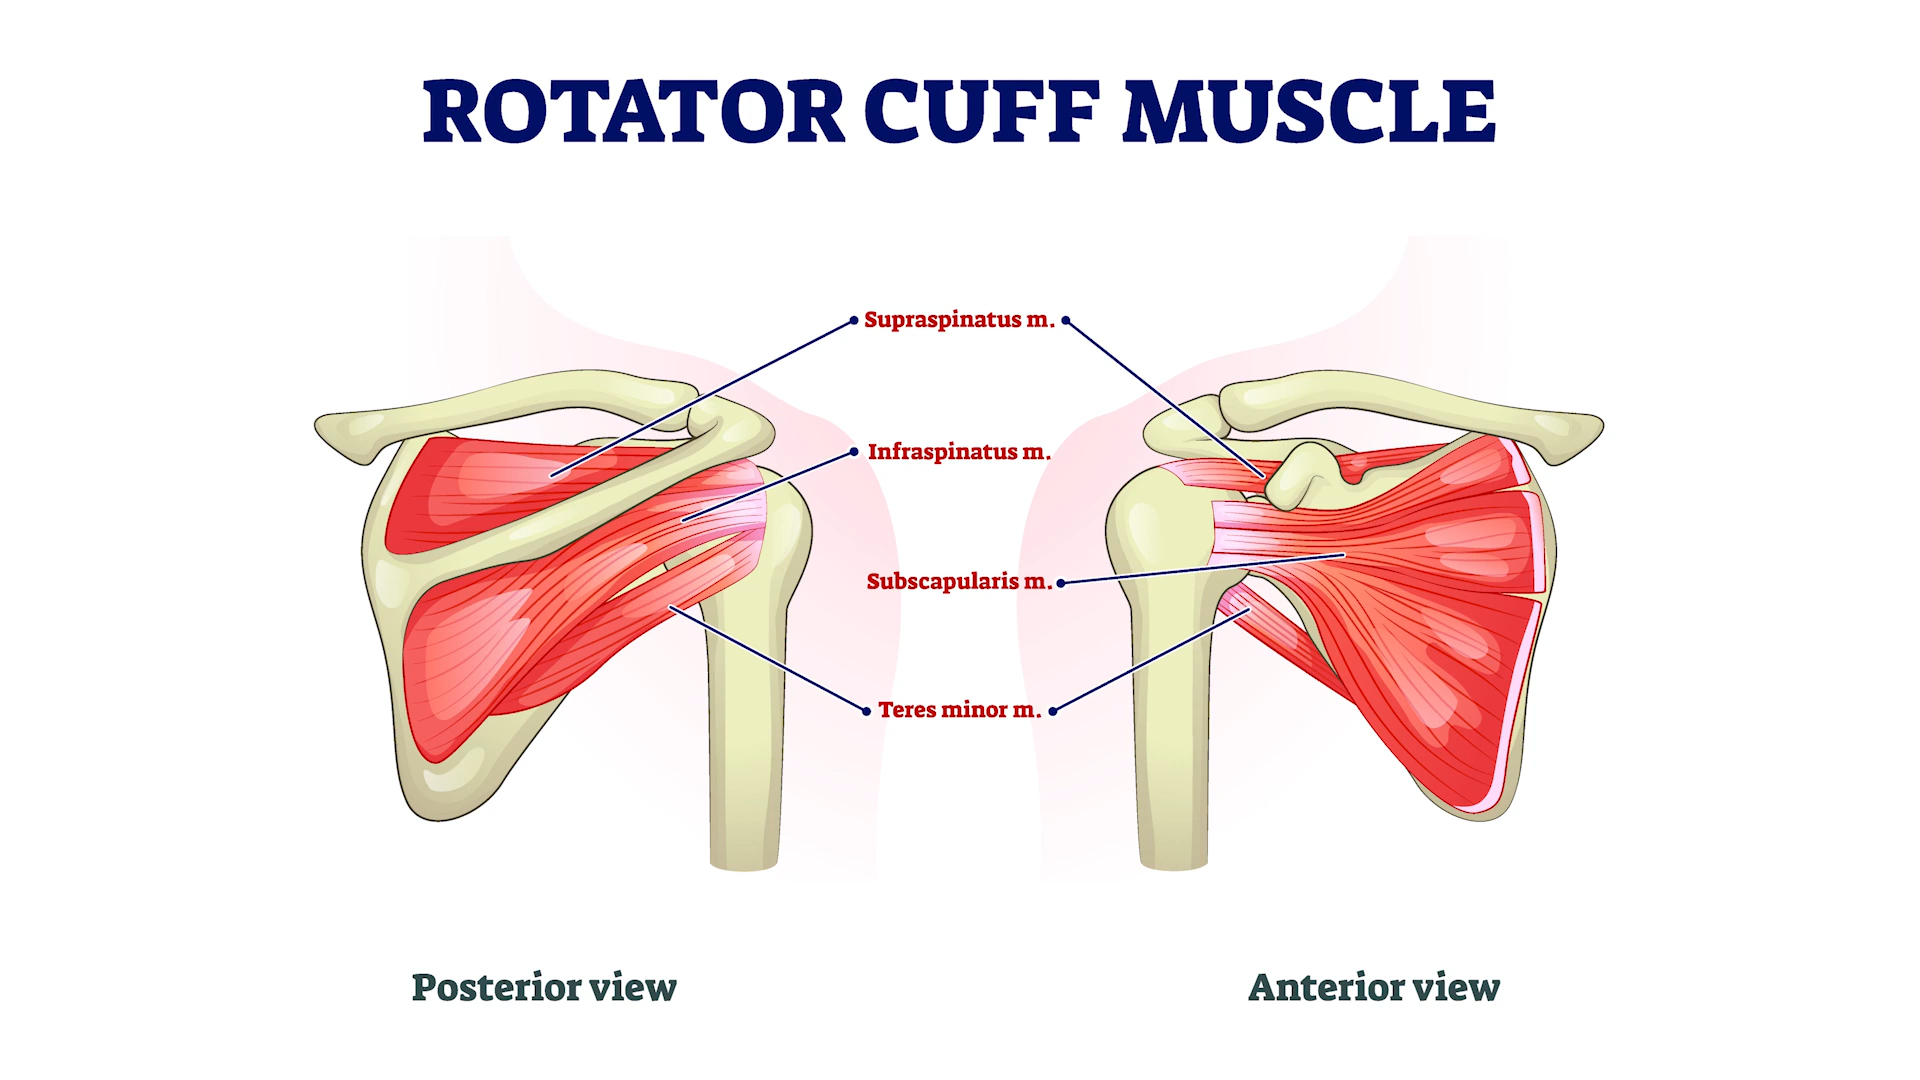 ROTATOR CUFF MUSCLE
Supraspinatus m.
Infraspinatus m.
Subscapularis m.
Teres minor m.
Posterior view
Anterior view